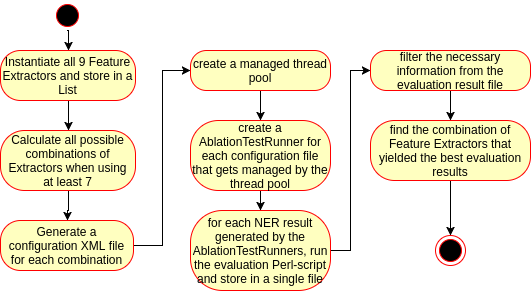 Instantiate all 9 Feature
Extractors and store in a
List
Calculate all possible
combinations of
Extractors when using
at least 7
Generate a
configuration XML file
for each combination
create a managed thread
pool
create a
AblationTestRunner for
each configuration file
that gets managed by the
thread pool
for each NER result
generated by the
AblationTestRunners, run
the evaluation Perl-script
and store in a single file
filter the necessary
information from the
evaluation result file
find the combination of
Feature Extractors that
yielded the best evaluation
results